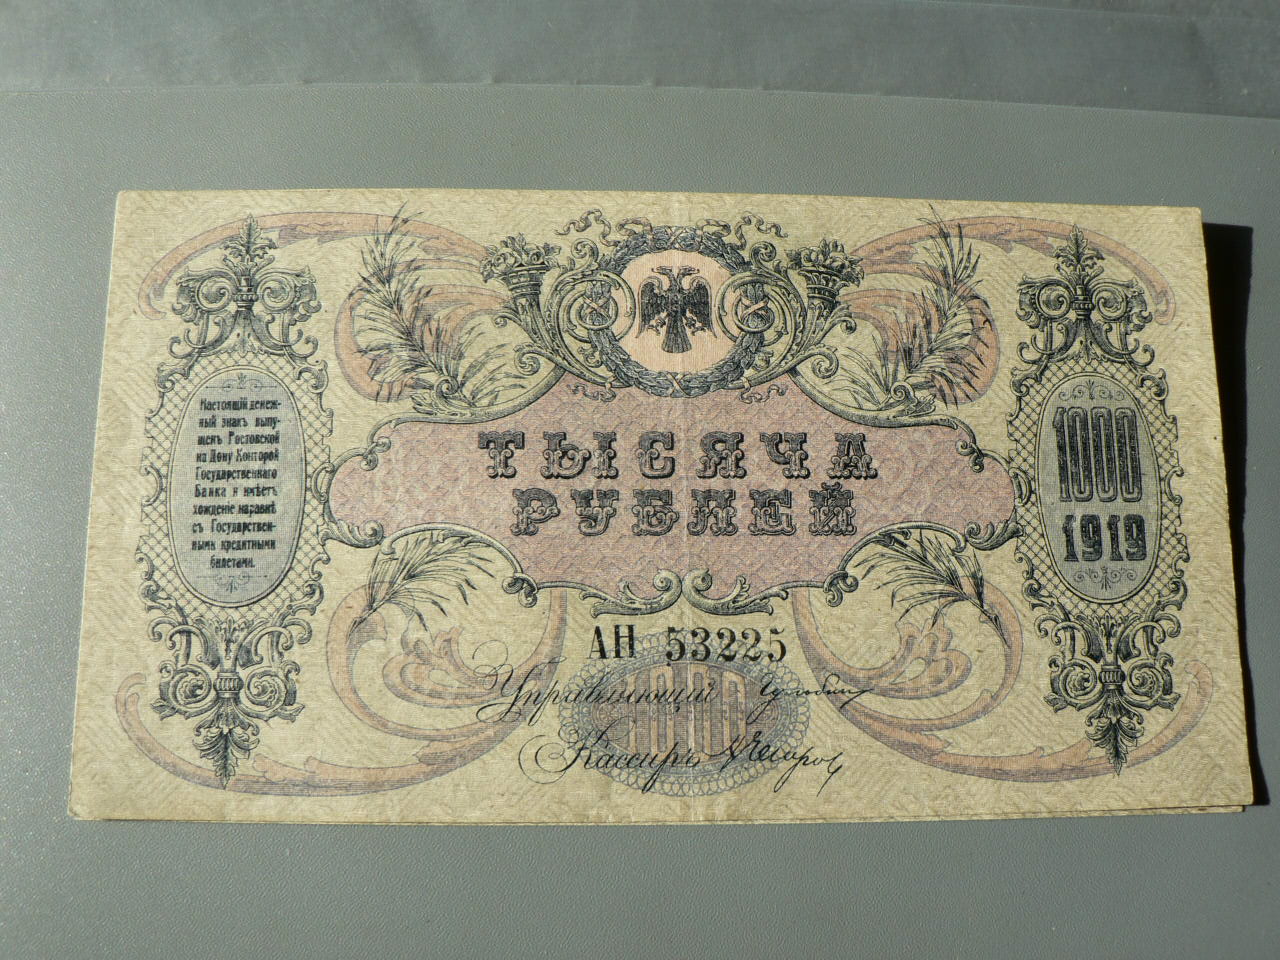 Настоящій денеж-
ный знакъ выпу-
щенъ Ростовской
на Дону Конторой
Государственнаго
Банка и имѣетъ
хожденіе наравнѣ
съ Государствен-
ными кредитными
билетами.
ТЫСЯЧА
РУБЛЕЙ
1000
1919
АН 53225
1000
Управляющій
Кассиръ